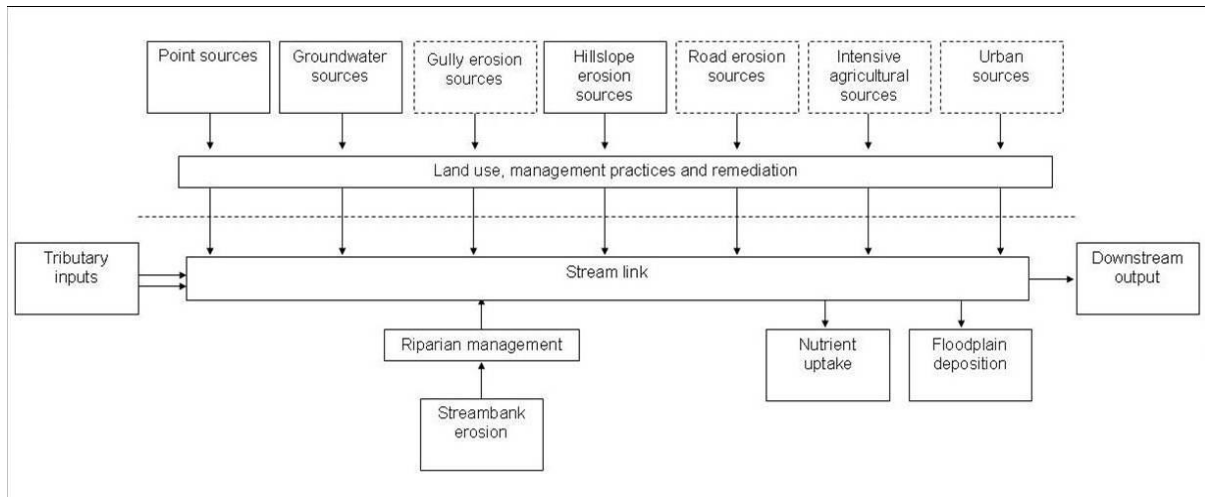 Point sources
Groundwater
sources
Gully erosion
sources
Hillslope
erosion
sources
Road erosion
sources
Intensive
agricultural
sources
Urban
sources
Land use, management practices and remediation
Tributary
inputs
Stream link
Downstream
output
Riparian management
Nutrient
uptake
Floodplain
deposition
Streambank
erosion